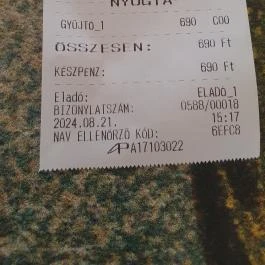 NYUGTA
GYŰJTŐ_1 690 C00
ÖSSZESEN: 690 Ft
KÉSZPÉNZ: 690 Ft
Eladó: ELADO_1
BIZONYLATSZÁM: 0588/00018
2024.08.21. 15:17
NAV ELLENŐRZŐ KÓD: 6EFC8
AP A17103022